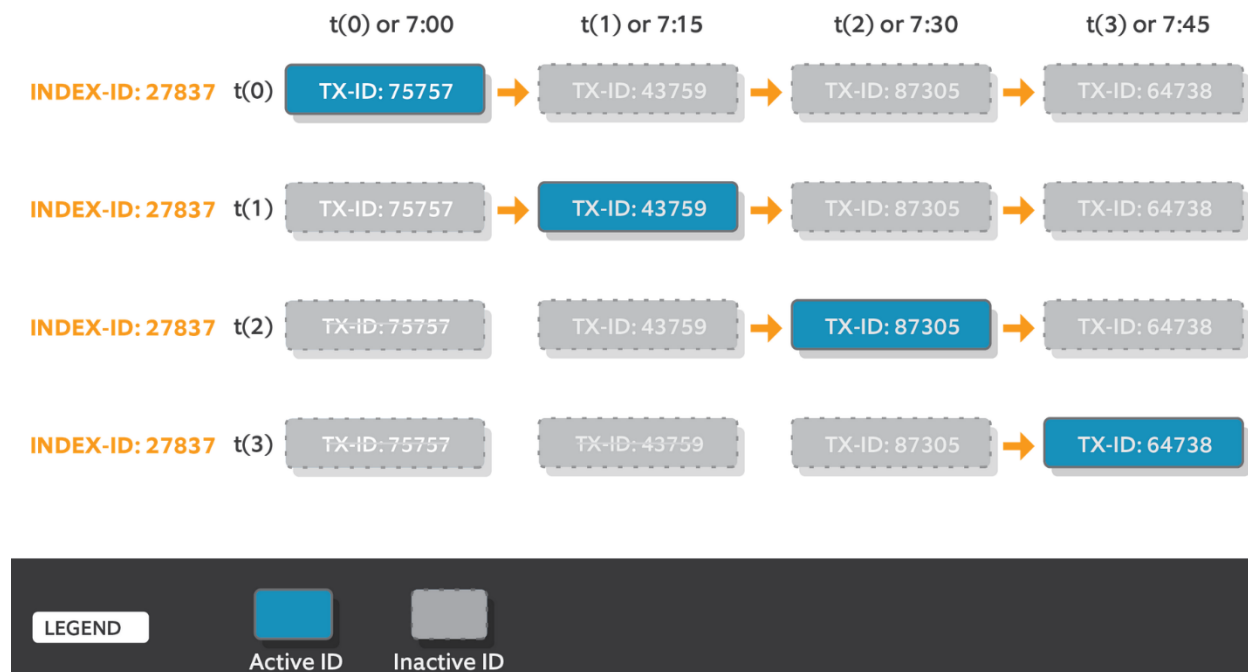 t(0) or 7:00 t(1) or 7:15 t(2) or 7:30 t(3) or 7:45
INDEX-ID: 27837 t(0) TX-ID: 75757 TX-ID: 43759 TX-ID: 87305 TX-ID: 64738
INDEX-ID: 27837 t(1) TX-ID: 75757 TX-ID: 43759 TX-ID: 87305 TX-ID: 64738
INDEX-ID: 27837 t(2) TX-ID: 75757 TX-ID: 43759 TX-ID: 87305 TX-ID: 64738
INDEX-ID: 27837 t(3) TX-ID: 75757 TX-ID: 43759 TX-ID: 87305 TX-ID: 64738
LEGEND
Active ID Inactive ID